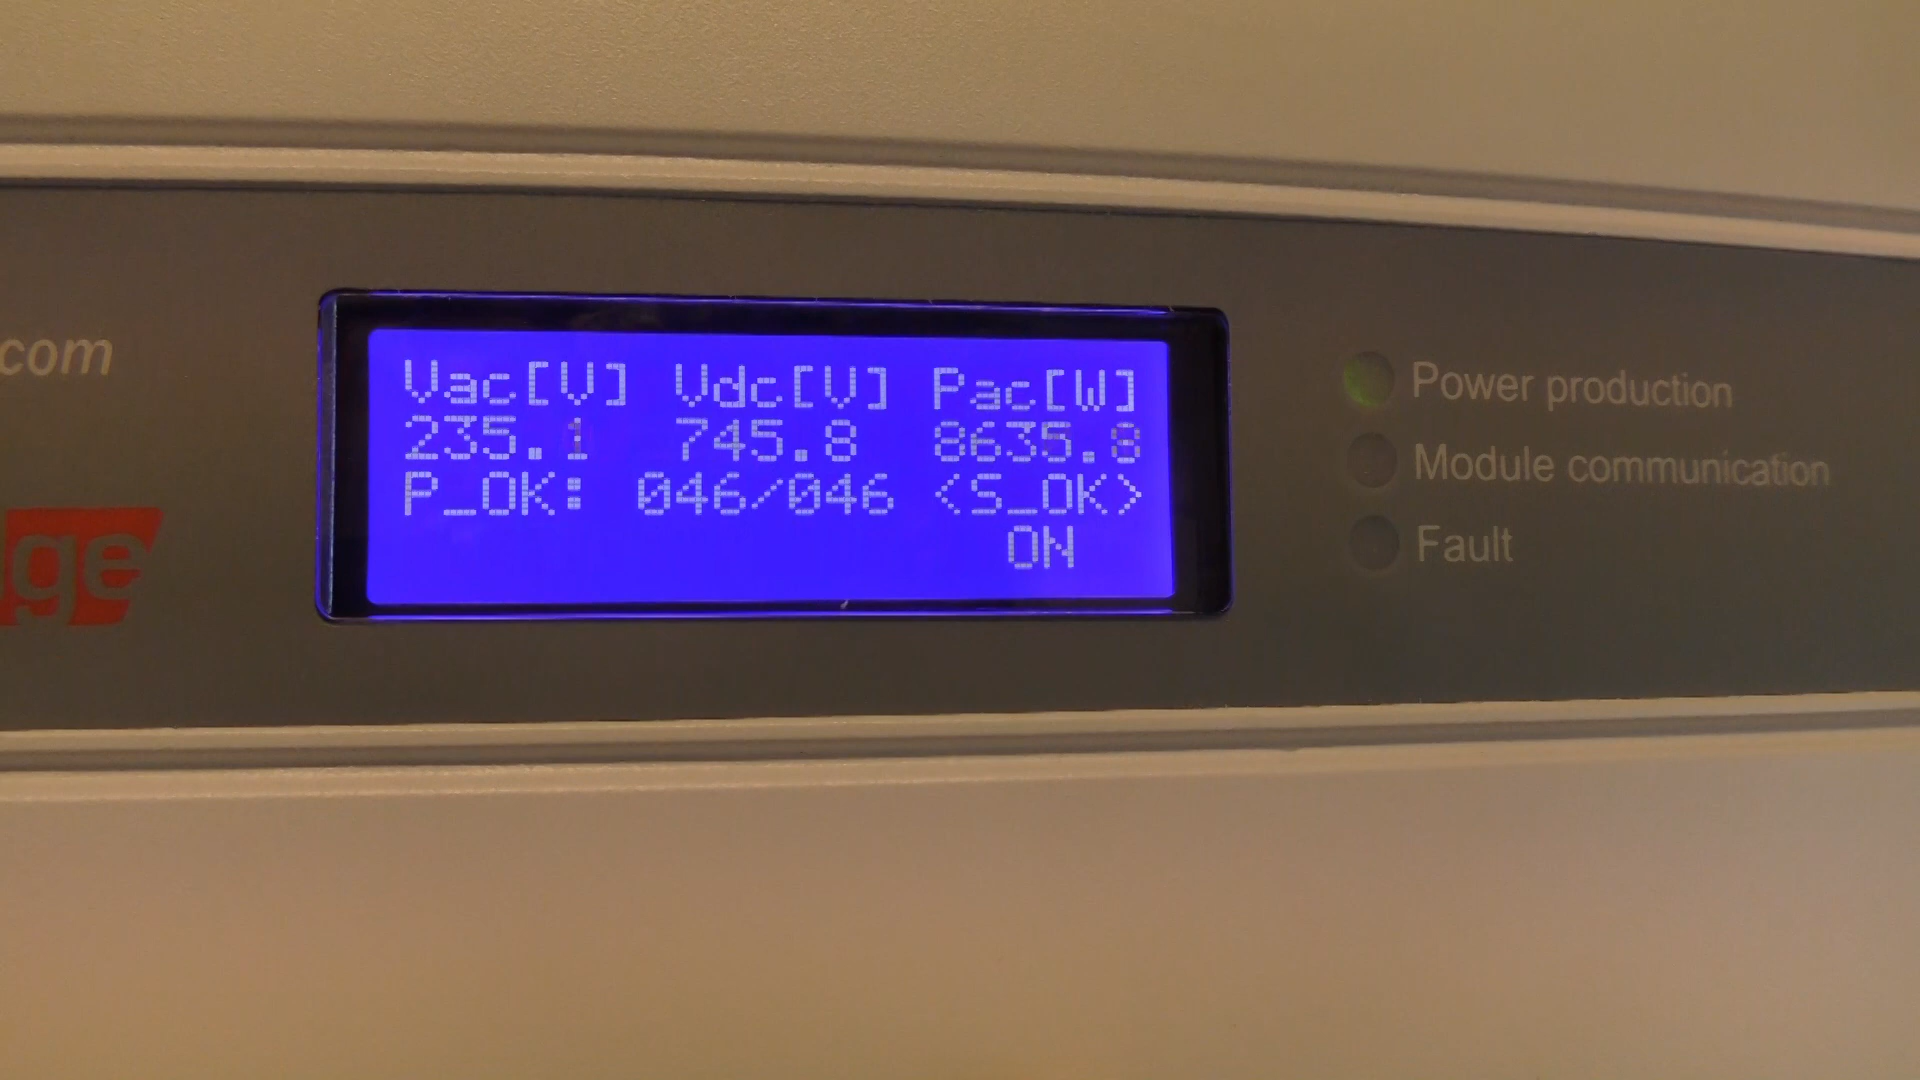 Vac[V] Vdc[V] Pac[W]
235.1 745.8 8635.8
P_OK: 046/046 <S_OK>
ON
com
ge
Power production
Module communication
Fault